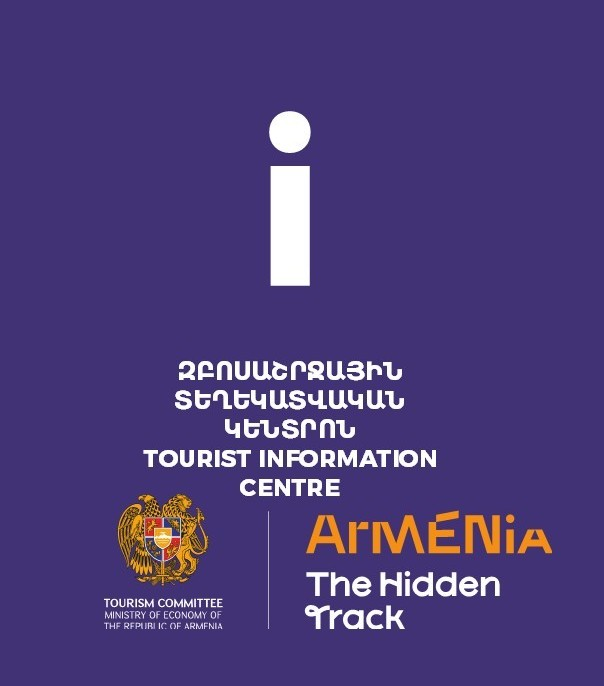 i
ԶԲՈՍԱՇՐՋԱՅԻՆ
ՏԵՂԵԿԱՏՎԱԿԱՆ
ԿԵՆՏՐՈՆ
TOURIST INFORMATION
CENTRE
TOURISM COMMITTEE
MINISTRY OF ECONOMY OF
THE REPUBLIC OF ARMENIA
ArMÉNiA
The Hidden
Track